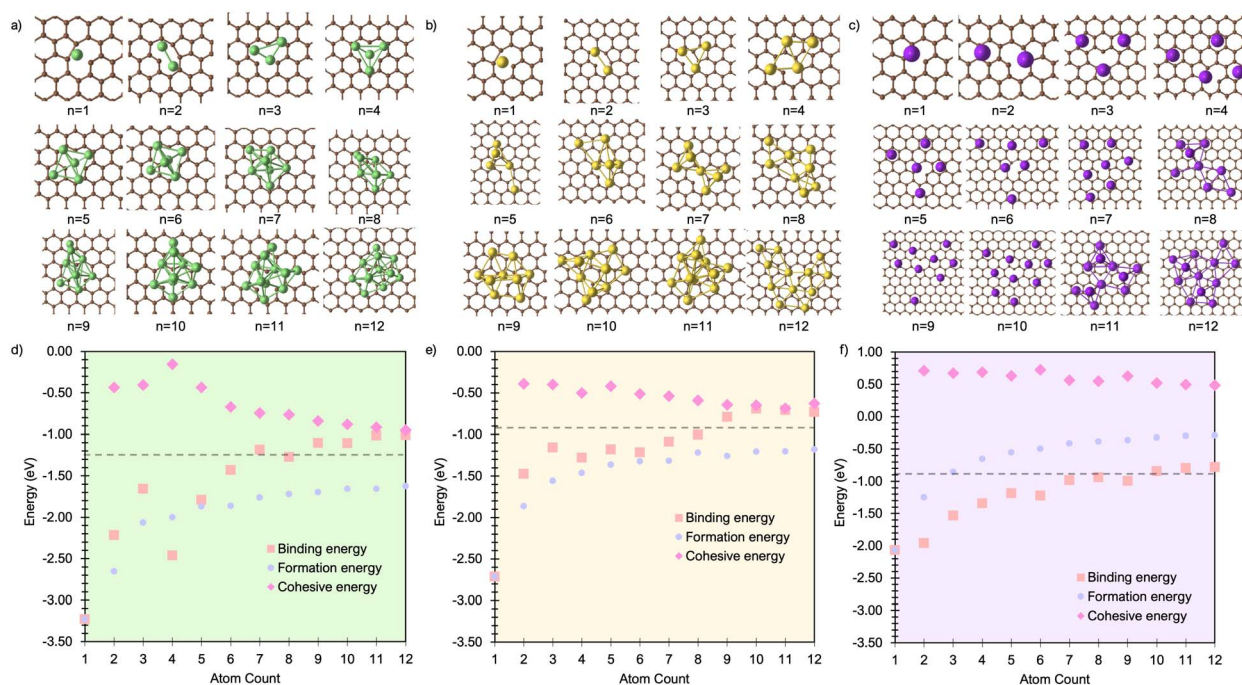 a)
n=1 n=2 n=3 n=4
n=5 n=6 n=7 n=8
n=9 n=10 n=11 n=12
b)
n=1 n=2 n=3 n=4
n=5 n=6 n=7 n=8
n=9 n=10 n=11 n=12
c)
n=1 n=2 n=3 n=4
n=5 n=6 n=7 n=8
n=9 n=10 n=11 n=12
d)
Energy (eV)
0.00
-0.50
-1.00
-1.50
-2.00
-2.50
-3.00
-3.50
Binding energy
Formation energy
Cohesive energy
1 2 3 4 5 6 7 8 9 10 11 12
Atom Count
e)
Energy (eV)
0.00
-0.50
-1.00
-1.50
-2.00
-2.50
-3.00
-3.50
Binding energy
Formation energy
Cohesive energy
1 2 3 4 5 6 7 8 9 10 11 12
Atom Count
f)
Energy (eV)
1.00
0.50
0.00
-0.50
-1.00
-1.50
-2.00
-2.50
-3.00
-3.50
Binding energy
Formation energy
Cohesive energy
1 2 3 4 5 6 7 8 9 10 11 12
Atom Count